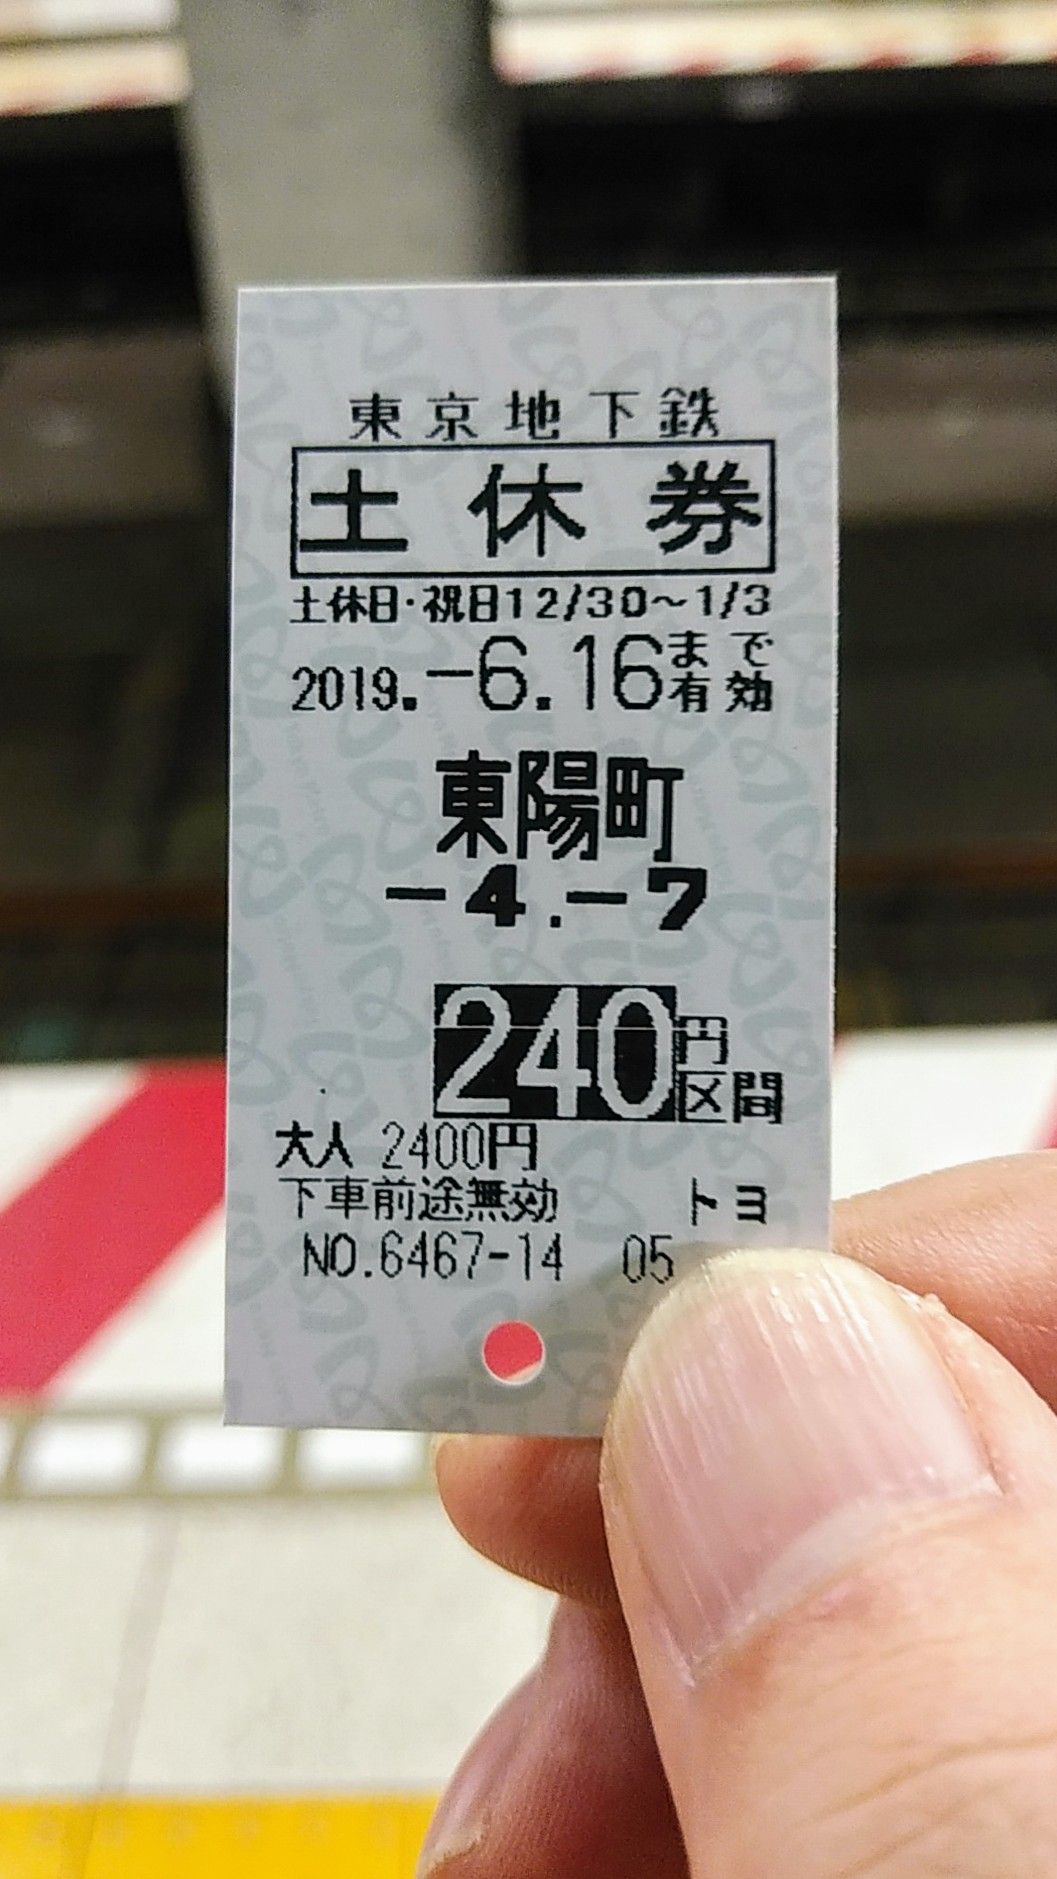 東京地下鉄
土休券
土休日・祝日12/30～1/3
2019.-6.16まで有効
東陽町
-4.-7
240円区間
大人 2400円
下車前途無効 トヨ
NO.6467-14 05